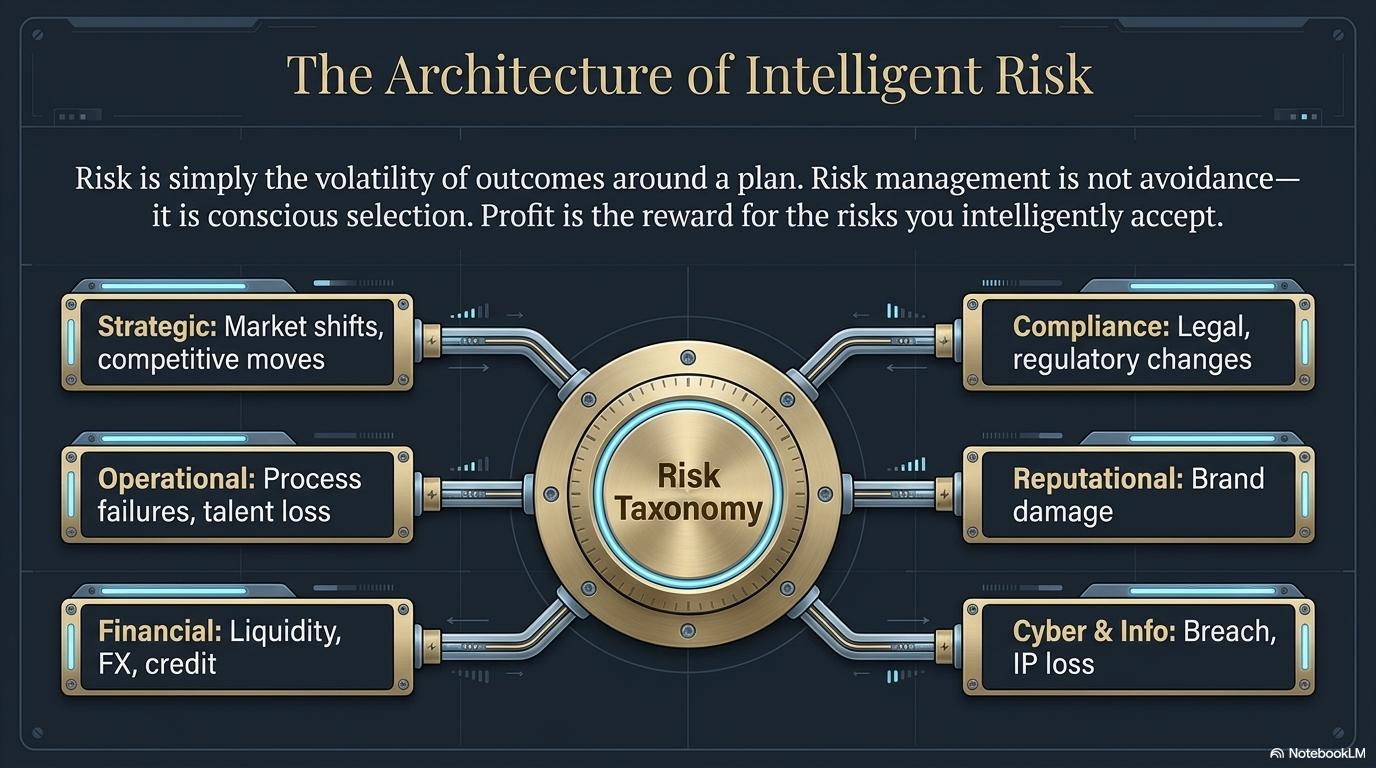 The Architecture of Intelligent Risk
Risk is simply the volatility of outcomes around a plan. Risk management is not avoidance—
it is conscious selection. Profit is the reward for the risks you intelligently accept.
Strategic: Market shifts,
competitive moves
Operational: Process
failures, talent loss
Financial: Liquidity,
FX, credit
Risk
Taxonomy
Compliance: Legal,
regulatory changes
Reputational: Brand
damage
Cyber & Info: Breach,
IP loss
NotebookLM